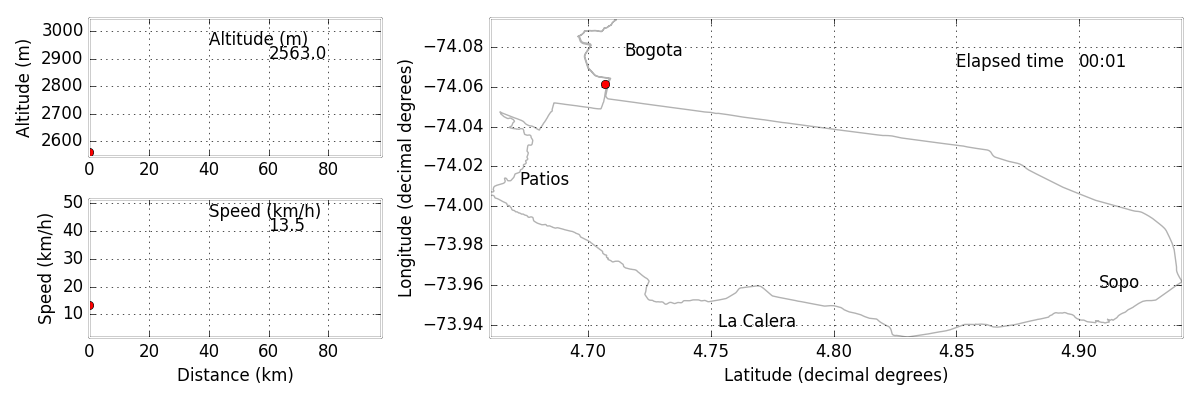 Altitude (m)
3000
2900
2800
2700
2600
Altitude (m)
2563.0
0 20 40 60 80
Speed (km/h)
50
40
30
20
10
Speed (km/h)
13.5
0 20 40 60 80
Distance (km)
Longitude (decimal degrees)
−74.08
−74.06
−74.04
−74.02
−74.00
−73.98
−73.96
−73.94
Bogota
Elapsed time 00:01
Patios
Sopo
La Calera
4.70 4.75 4.80 4.85 4.90
Latitude (decimal degrees)